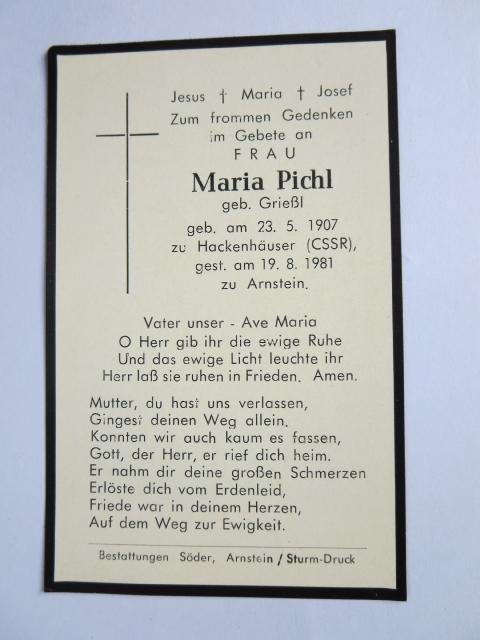 Jesus † Maria † Josef
Zum frommen Gedenken
im Gebete an
FRAU
Maria Pichl
geb. Grießl
geb. am 23. 5. 1907
zu Hackenhäuser (CSSR),
gest. am 19. 8. 1981
zu Arnstein.
Vater unser - Ave Maria
O Herr gib ihr die ewige Ruhe
Und das ewige Licht leuchte ihr
Herr laß sie ruhen in Frieden. Amen.
Mutter, du hast uns verlassen,
Gingest deinen Weg allein.
Konnten wir auch kaum es fassen,
Gott, der Herr, er rief dich heim.
Er nahm dir deine großen Schmerzen
Erlöste dich vom Erdenleid,
Friede war in deinem Herzen,
Auf dem Weg zur Ewigkeit.
Bestattungen Söder, Arnstein / Sturm-Druck